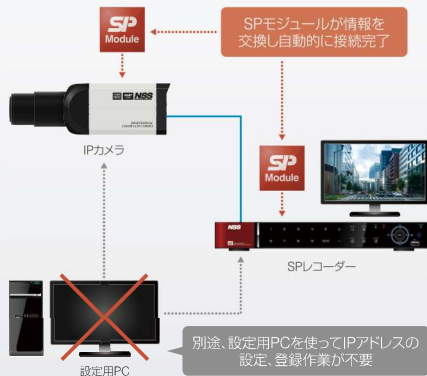 SP
Module
SPモジュールが情報を
交換し自動的に接続完了
NSS
IPカメラ
SP
Module
NSS
SPレコーダー
設定用PC
別途、設定用PCを使ってIPアドレスの
設定、登録作業が不要